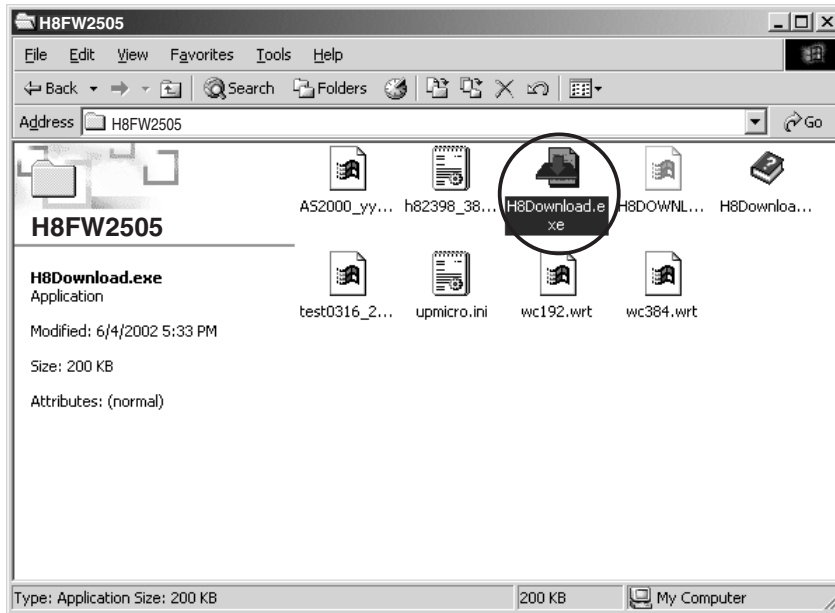 H8FW2505
File Edit View Favorites Tools Help
Back Search Folders
Address H8FW2505 Go
AS2000_yy... h82398_38... H8Download.e H8DOWNL... H8Downloa...
xe
H8FW2505
H8Download.exe
Application
Modified: 6/4/2002 5:33 PM
Size: 200 KB
Attributes: (normal)
test0316_2... upmicro.ini wc192.wrt wc384.wrt
Type: Application Size: 200 KB 200 KB My Computer